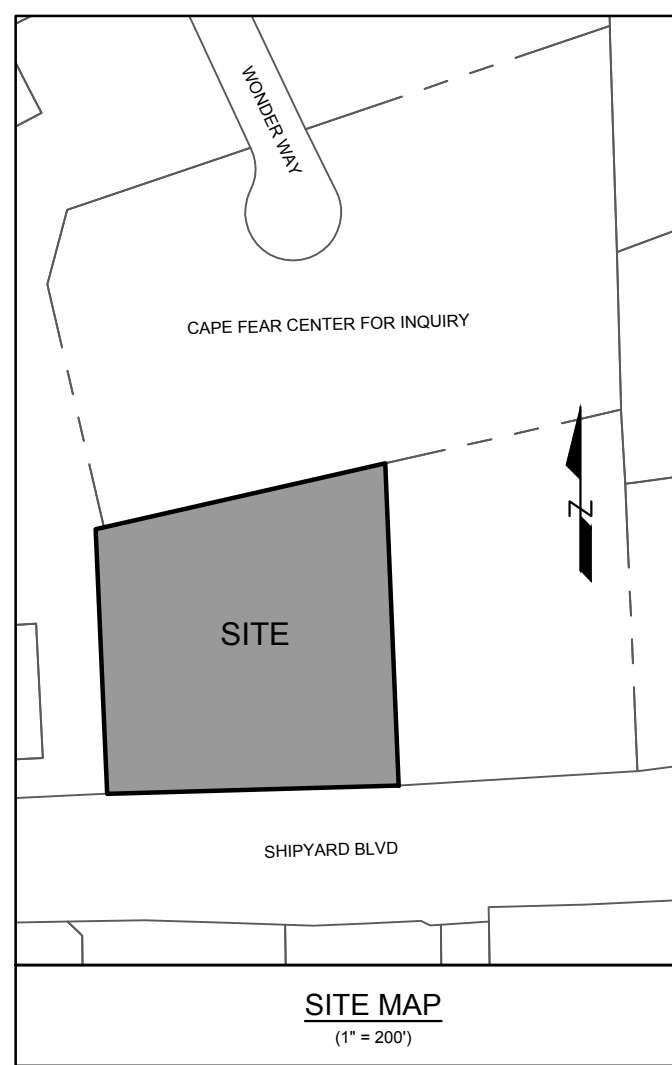 WONDER WAY
CAPE FEAR CENTER FOR INQUIRY
N
SITE
SHIPYARD BLVD
SITE MAP
(1" = 200')